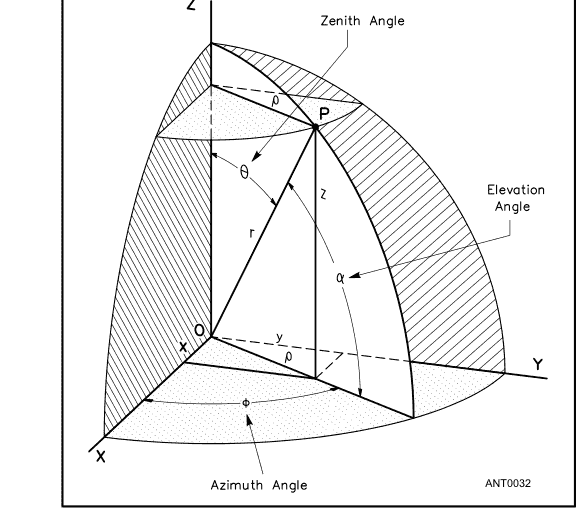 Z
Zenith Angle
ρ
P
θ
z
Elevation
Angle
r
α
O
y
x
ρ
Y
ϕ
X
Azimuth Angle
ANT0032